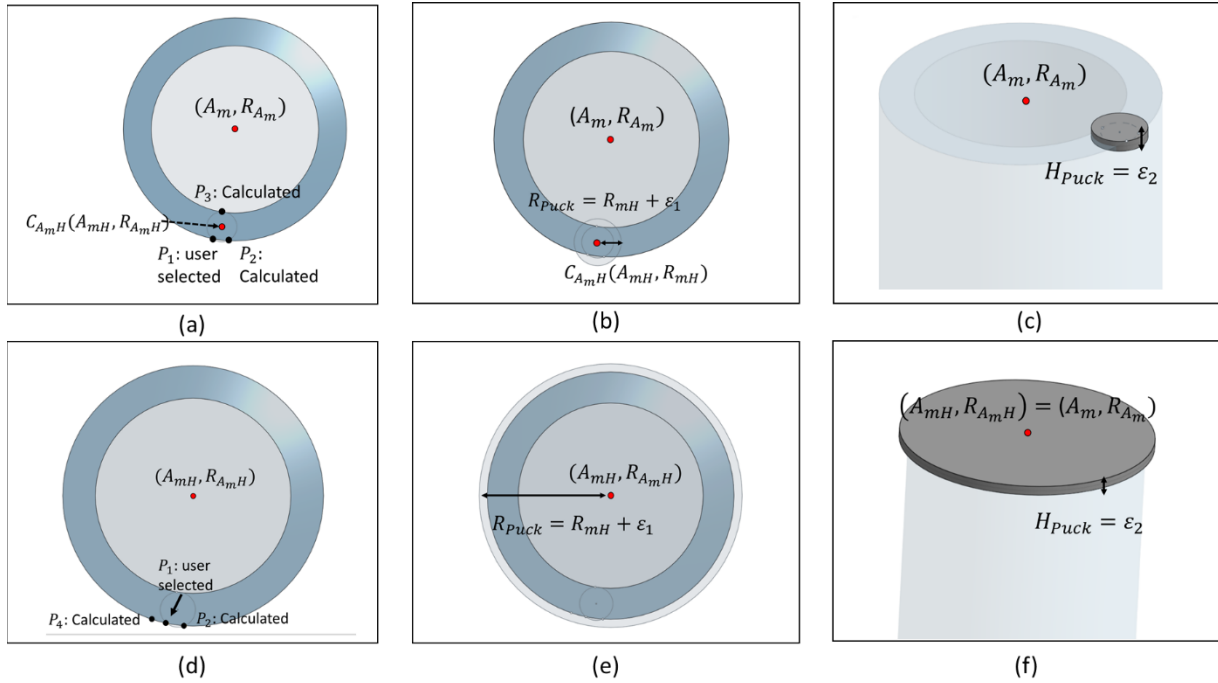 (A_m, R_{A_m})
P_3: Calculated
C_{A_mH}(A_{mH}, R_{A_mH})
P_1: user
selected
P_2:
Calculated
(a)
(A_m, R_{A_m})
R_{Puck} = R_{mH} + ε_1
C_{A_mH}(A_{mH}, R_{mH})
(b)
(A_m, R_{A_m})
H_{Puck} = ε_2
(c)
(A_{mH}, R_{A_mH})
P_1: user
selected
P_4: Calculated
P_2: Calculated
(d)
(A_{mH}, R_{A_mH})
R_{Puck} = R_{mH} + ε_1
(e)
(A_{mH}, R_{A_mH}) = (A_m, R_{A_m})
H_{Puck} = ε_2
(f)